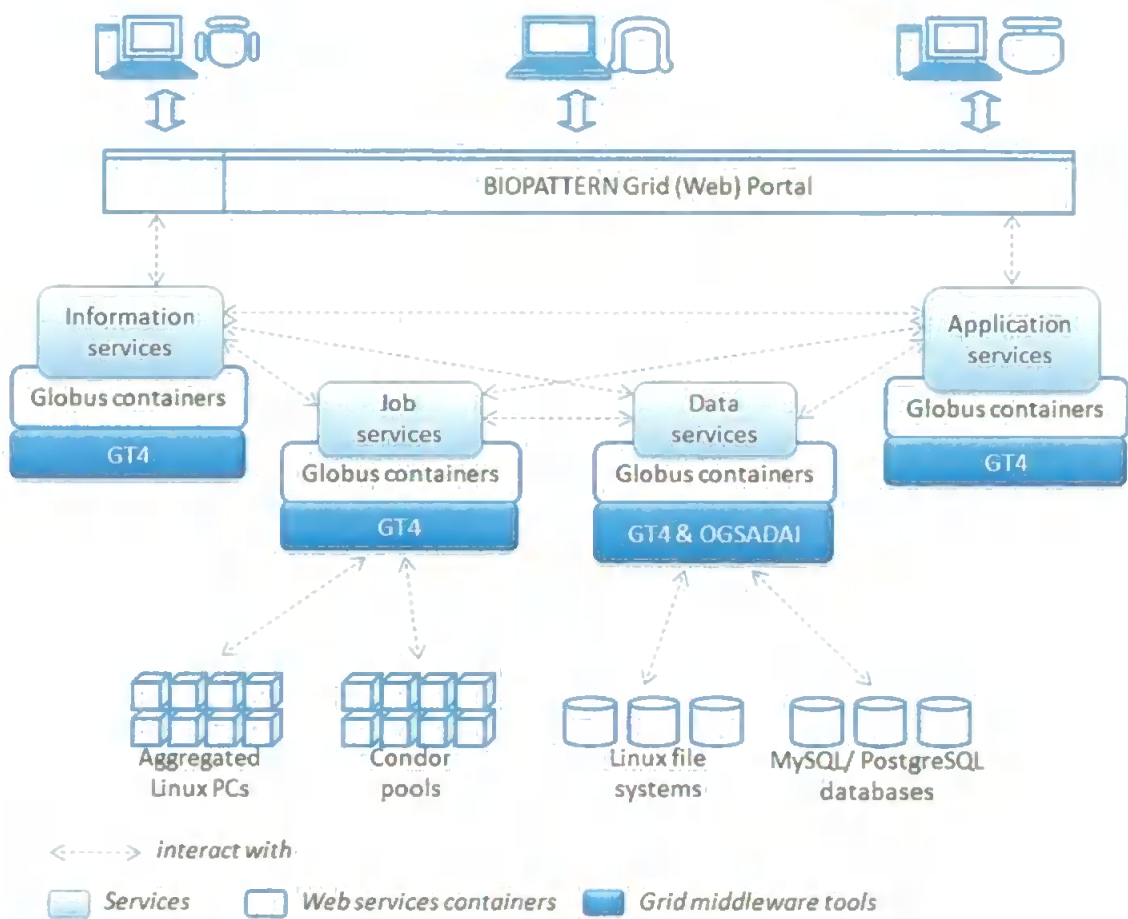 BIOPATTERN Grid (Web) Portal
Information
services
Globus containers
GT4
Job
services
Globus containers
GT4
Data
services
Globus containers
GT4 & OGSADAI
Application
services
Globus containers
GT4
Aggregated
Linux PCs
Condor
pools
Linux file
systems
MySQL/ PostgreSQL
databases
interact with
Services
Web services containers
Grid middleware tools